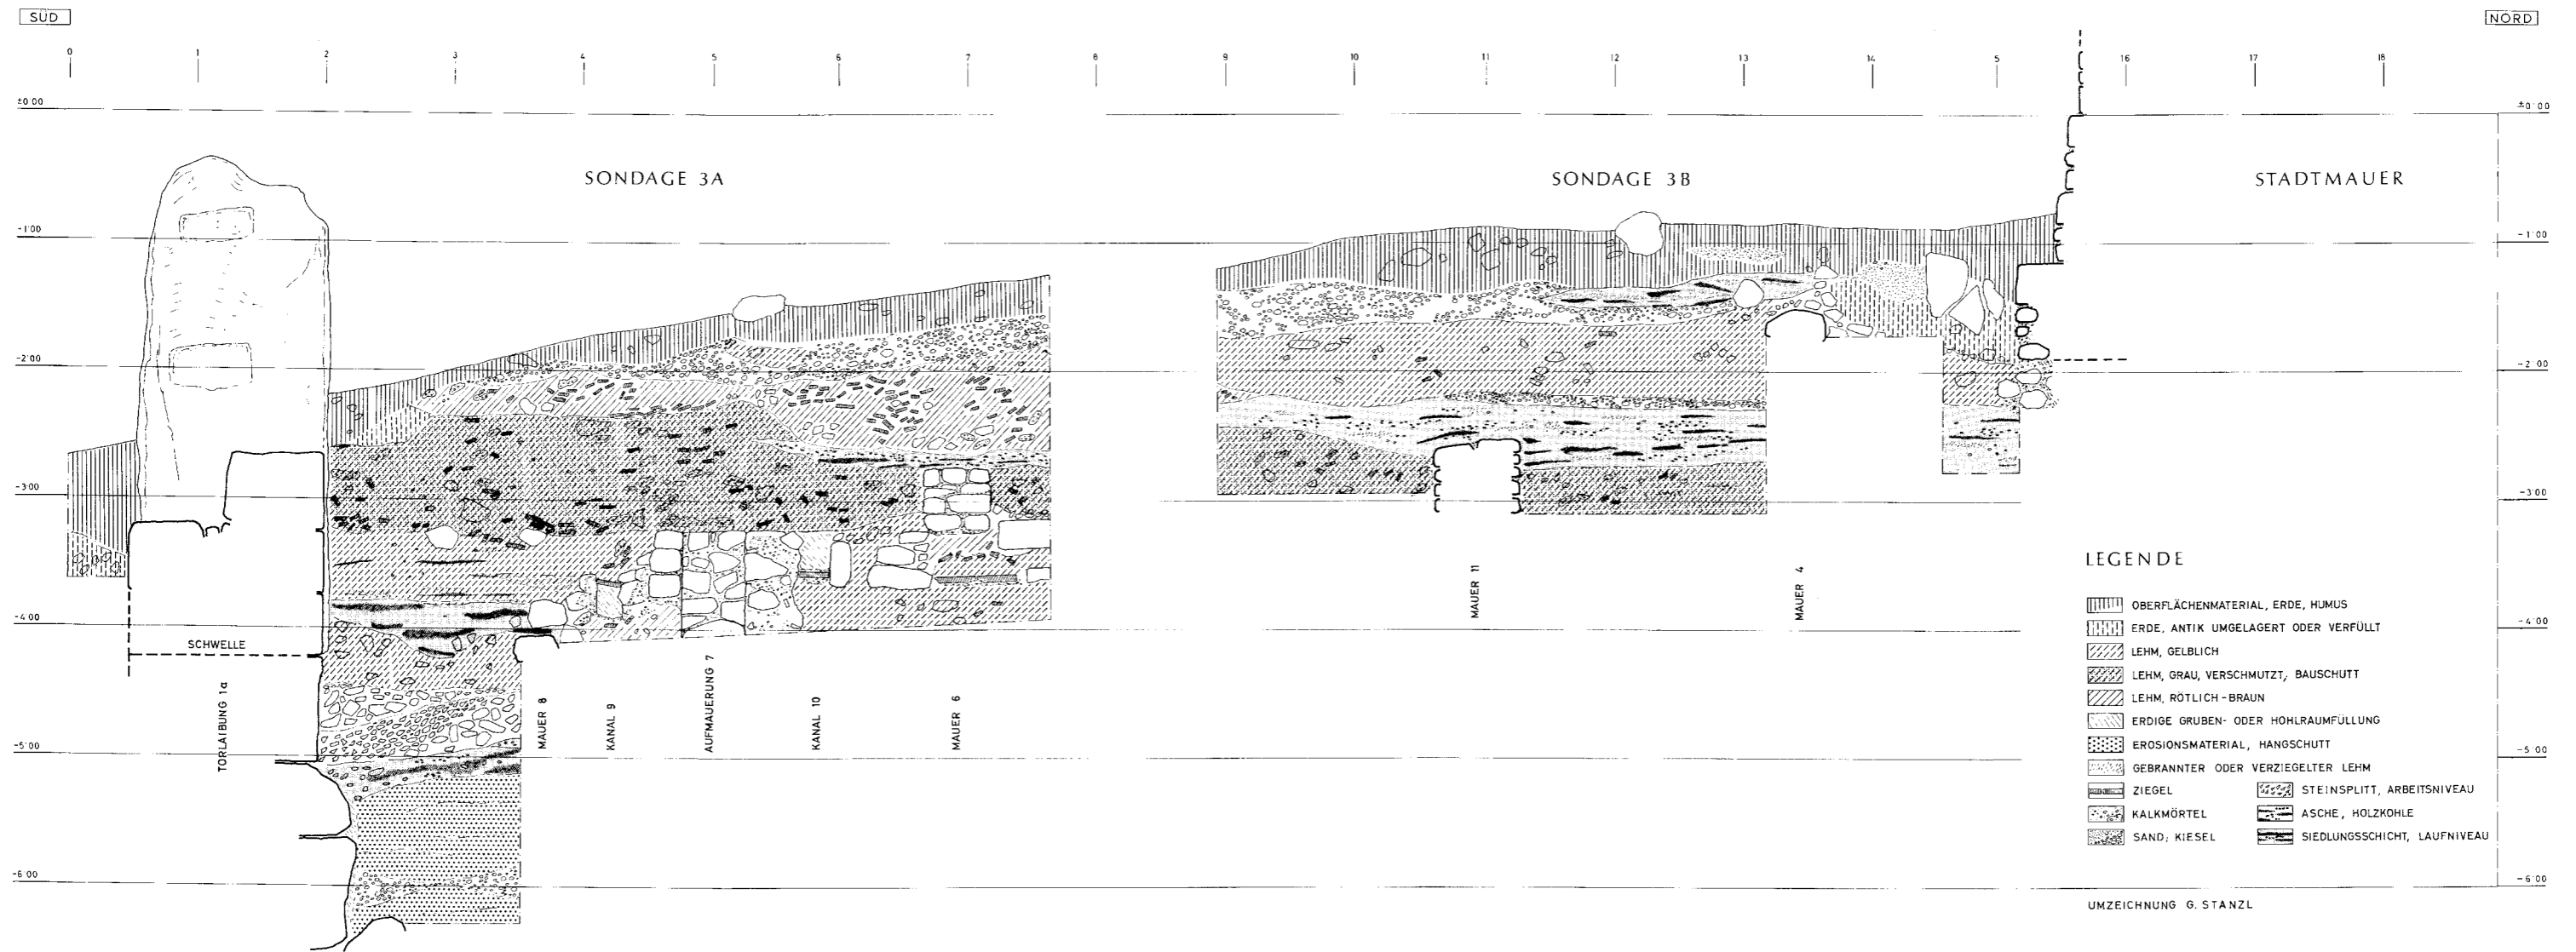 SÜD
NORD
0 1 2 3 4 5 6 7 8 9 10 11 12 13 14 5 16 17 18
±0·00
±0·00
SONDAGE 3A
SONDAGE 3B
STADTMAUER
-1·00
-1·00
-2·00
-2·00
-3·00
-3·00
-4·00
-4·00
-5·00
-5·00
-6·00
-6·00
SCHWELLE
TORLAIBUNG 1a
MAUER 8
KANAL 9
AUFMAUERUNG 7
KANAL 10
MAUER 6
MAUER 11
MAUER 4
LEGENDE
OBERFLÄCHENMATERIAL, ERDE, HUMUS
ERDE, ANTIK UMGELAGERT ODER VERFÜLLT
LEHM, GELBLICH
LEHM, GRAU, VERSCHMUTZT, BAUSCHUTT
LEHM, RÖTLICH-BRAUN
ERDIGE GRUBEN- ODER HOHLRAUMFÜLLUNG
EROSIONSMATERIAL, HANGSCHUTT
GEBRANNTER ODER VERZIEGELTER LEHM
ZIEGEL
STEINSPLITT, ARBEITSNIVEAU
KALKMÖRTEL
ASCHE, HOLZKOHLE
SAND, KIESEL
SIEDLUNGSSCHICHT, LAUFNIVEAU
UMZEICHNUNG G. STANZL